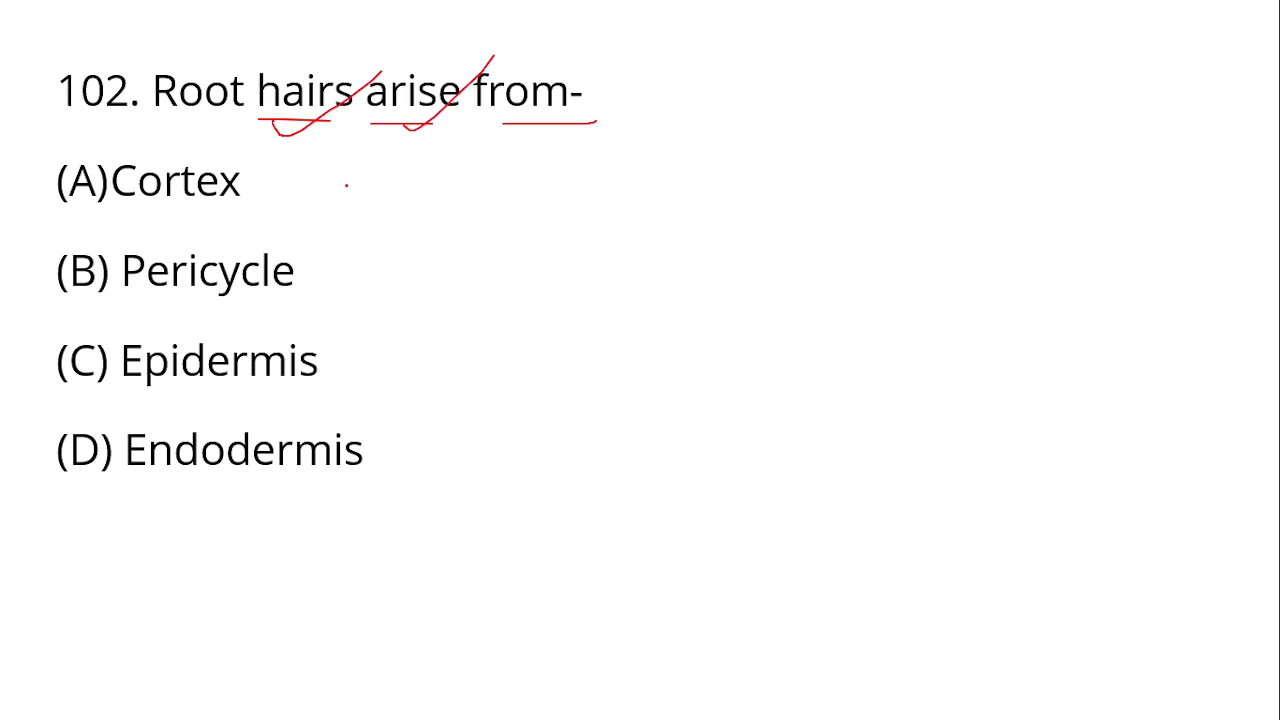 102. Root hairs arise from-
(A)Cortex
(B) Pericycle
(C) Epidermis
(D) Endodermis